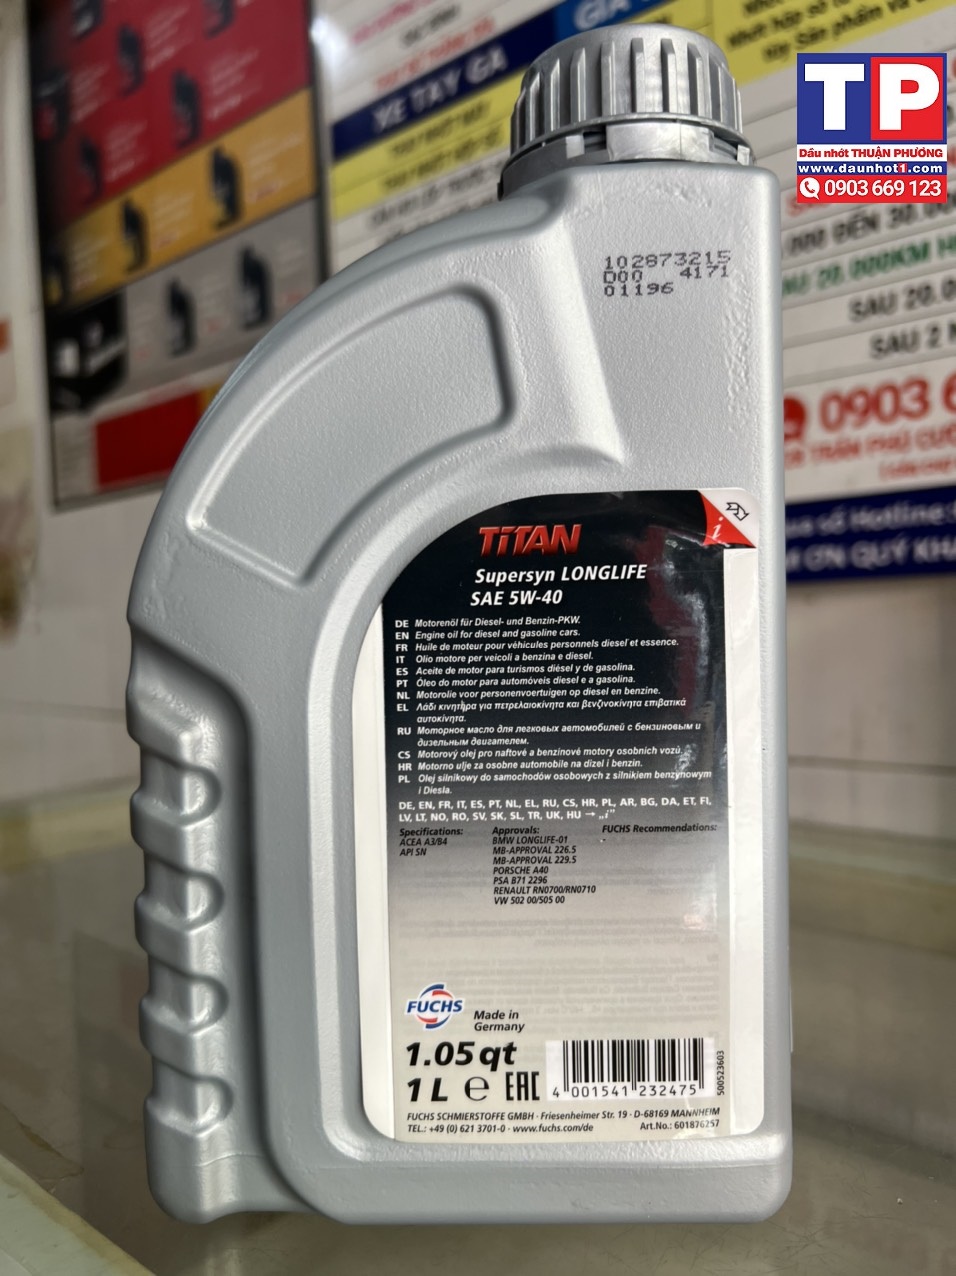 TP
Dầu nhớt THUẬN PHƯƠNG
www.daunhot1.com
0903 669 123
XE TAY GA
102873215
D00 4171
01196
0903 6
TITAN
i
Supersyn LONGLIFE
SAE 5W-40
DE Motorenöl für Diesel- und Benzin-PKW.
EN Engine oil for diesel and gasoline cars.
FR Huile de moteur pour véhicules personnels diesel et essence.
IT Olio motore per veicoli a benzina e diesel.
ES Aceite de motor para turismos diésel y de gasolina.
PT Óleo do motor para automóveis diesel e a gasolina.
NL Motorolie voor personenvoertuigen op diesel en benzine.
EL Λάδι κινητήρα για πετρελαιοκίνητα και βενζινοκίνητα επιβατικά
αυτοκίνητα.
RU Моторное масло для легковых автомобилей с бензиновым и
дизельным двигателем.
CS Motorový olej pro naftové a benzinové motory osobních vozů.
HR Motorno ulje za osobne automobile na dizel i benzin.
PL Olej silnikowy do samochodów osobowych z silnikiem benzynowym
i Diesla.
DE, EN, FR, IT, ES, PT, NL, EL, RU, CS, HR, PL, AR, BG, DA, ET, FI,
LV, LT, NO, RO, SV, SK, SL, TR, UK, HU → „i"
Specifications:
ACEA A3/B4
API SN
Approvals:
BMW LONGLIFE-01
MB-APPROVAL 226.5
MB-APPROVAL 229.5
PORSCHE A40
PSA B71 2296
RENAULT RN0700/RN0710
VW 502 00/505 00
FUCHS Recommendations:
-
FUCHS
Made in
Germany
1.05 qt
1 L e EAC
4 001541 232475
500523603
FUCHS SCHMIERSTOFFE GMBH · Friesenheimer Str. 19 · D-68169 MANNHEIM
TEL.: +49 (0) 621 3701-0 · www.fuchs.com/de
Art.No.: 601876257